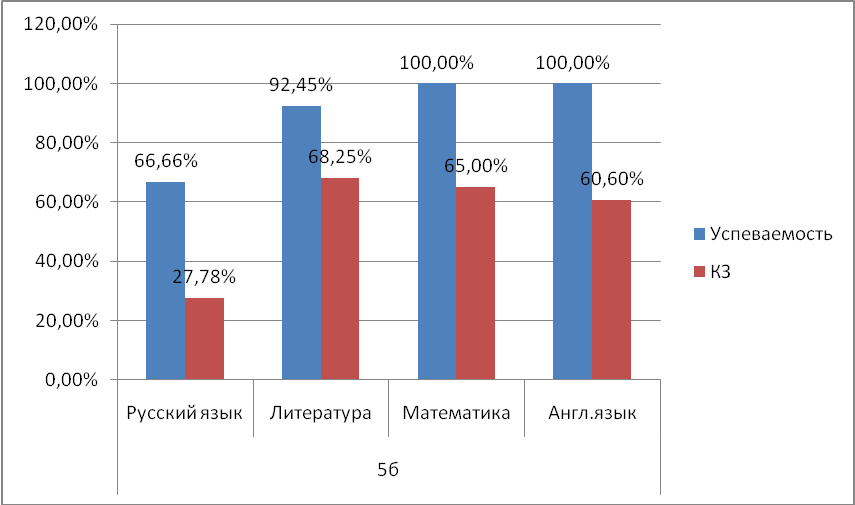 120,00%
100,00%
80,00%
60,00%
40,00%
20,00%
0,00%
66,66%
27,78%
92,45%
68,25%
100,00%
65,00%
100,00%
60,60%
Русский язык
Литература
Математика
Англ.язык
5б
Успеваемость
КЗ